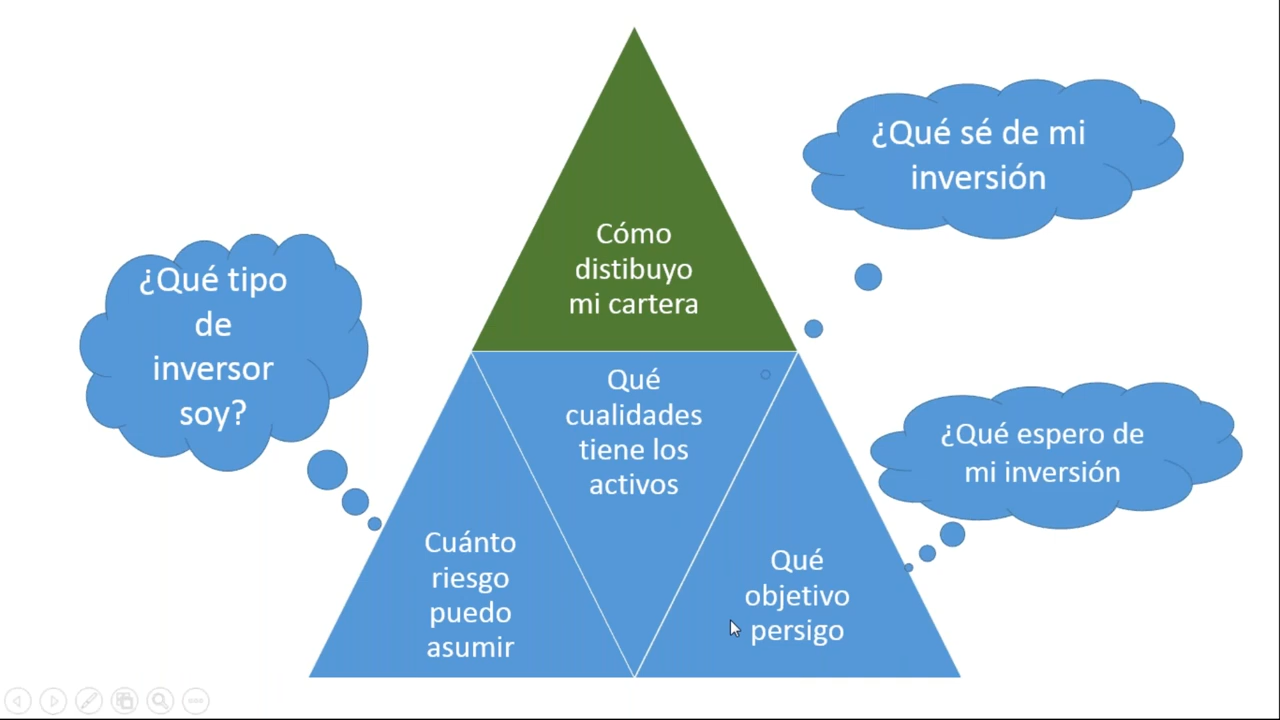 ¿Qué sé de mi
inversión
¿Qué tipo
de
inversor
soy?
Cómo
distibuyo
mi cartera
Qué
cualidades
tiene los
activos
¿Qué espero de
mi inversión
Cuánto
riesgo
puedo
asumir
Qué
objetivo
persigo